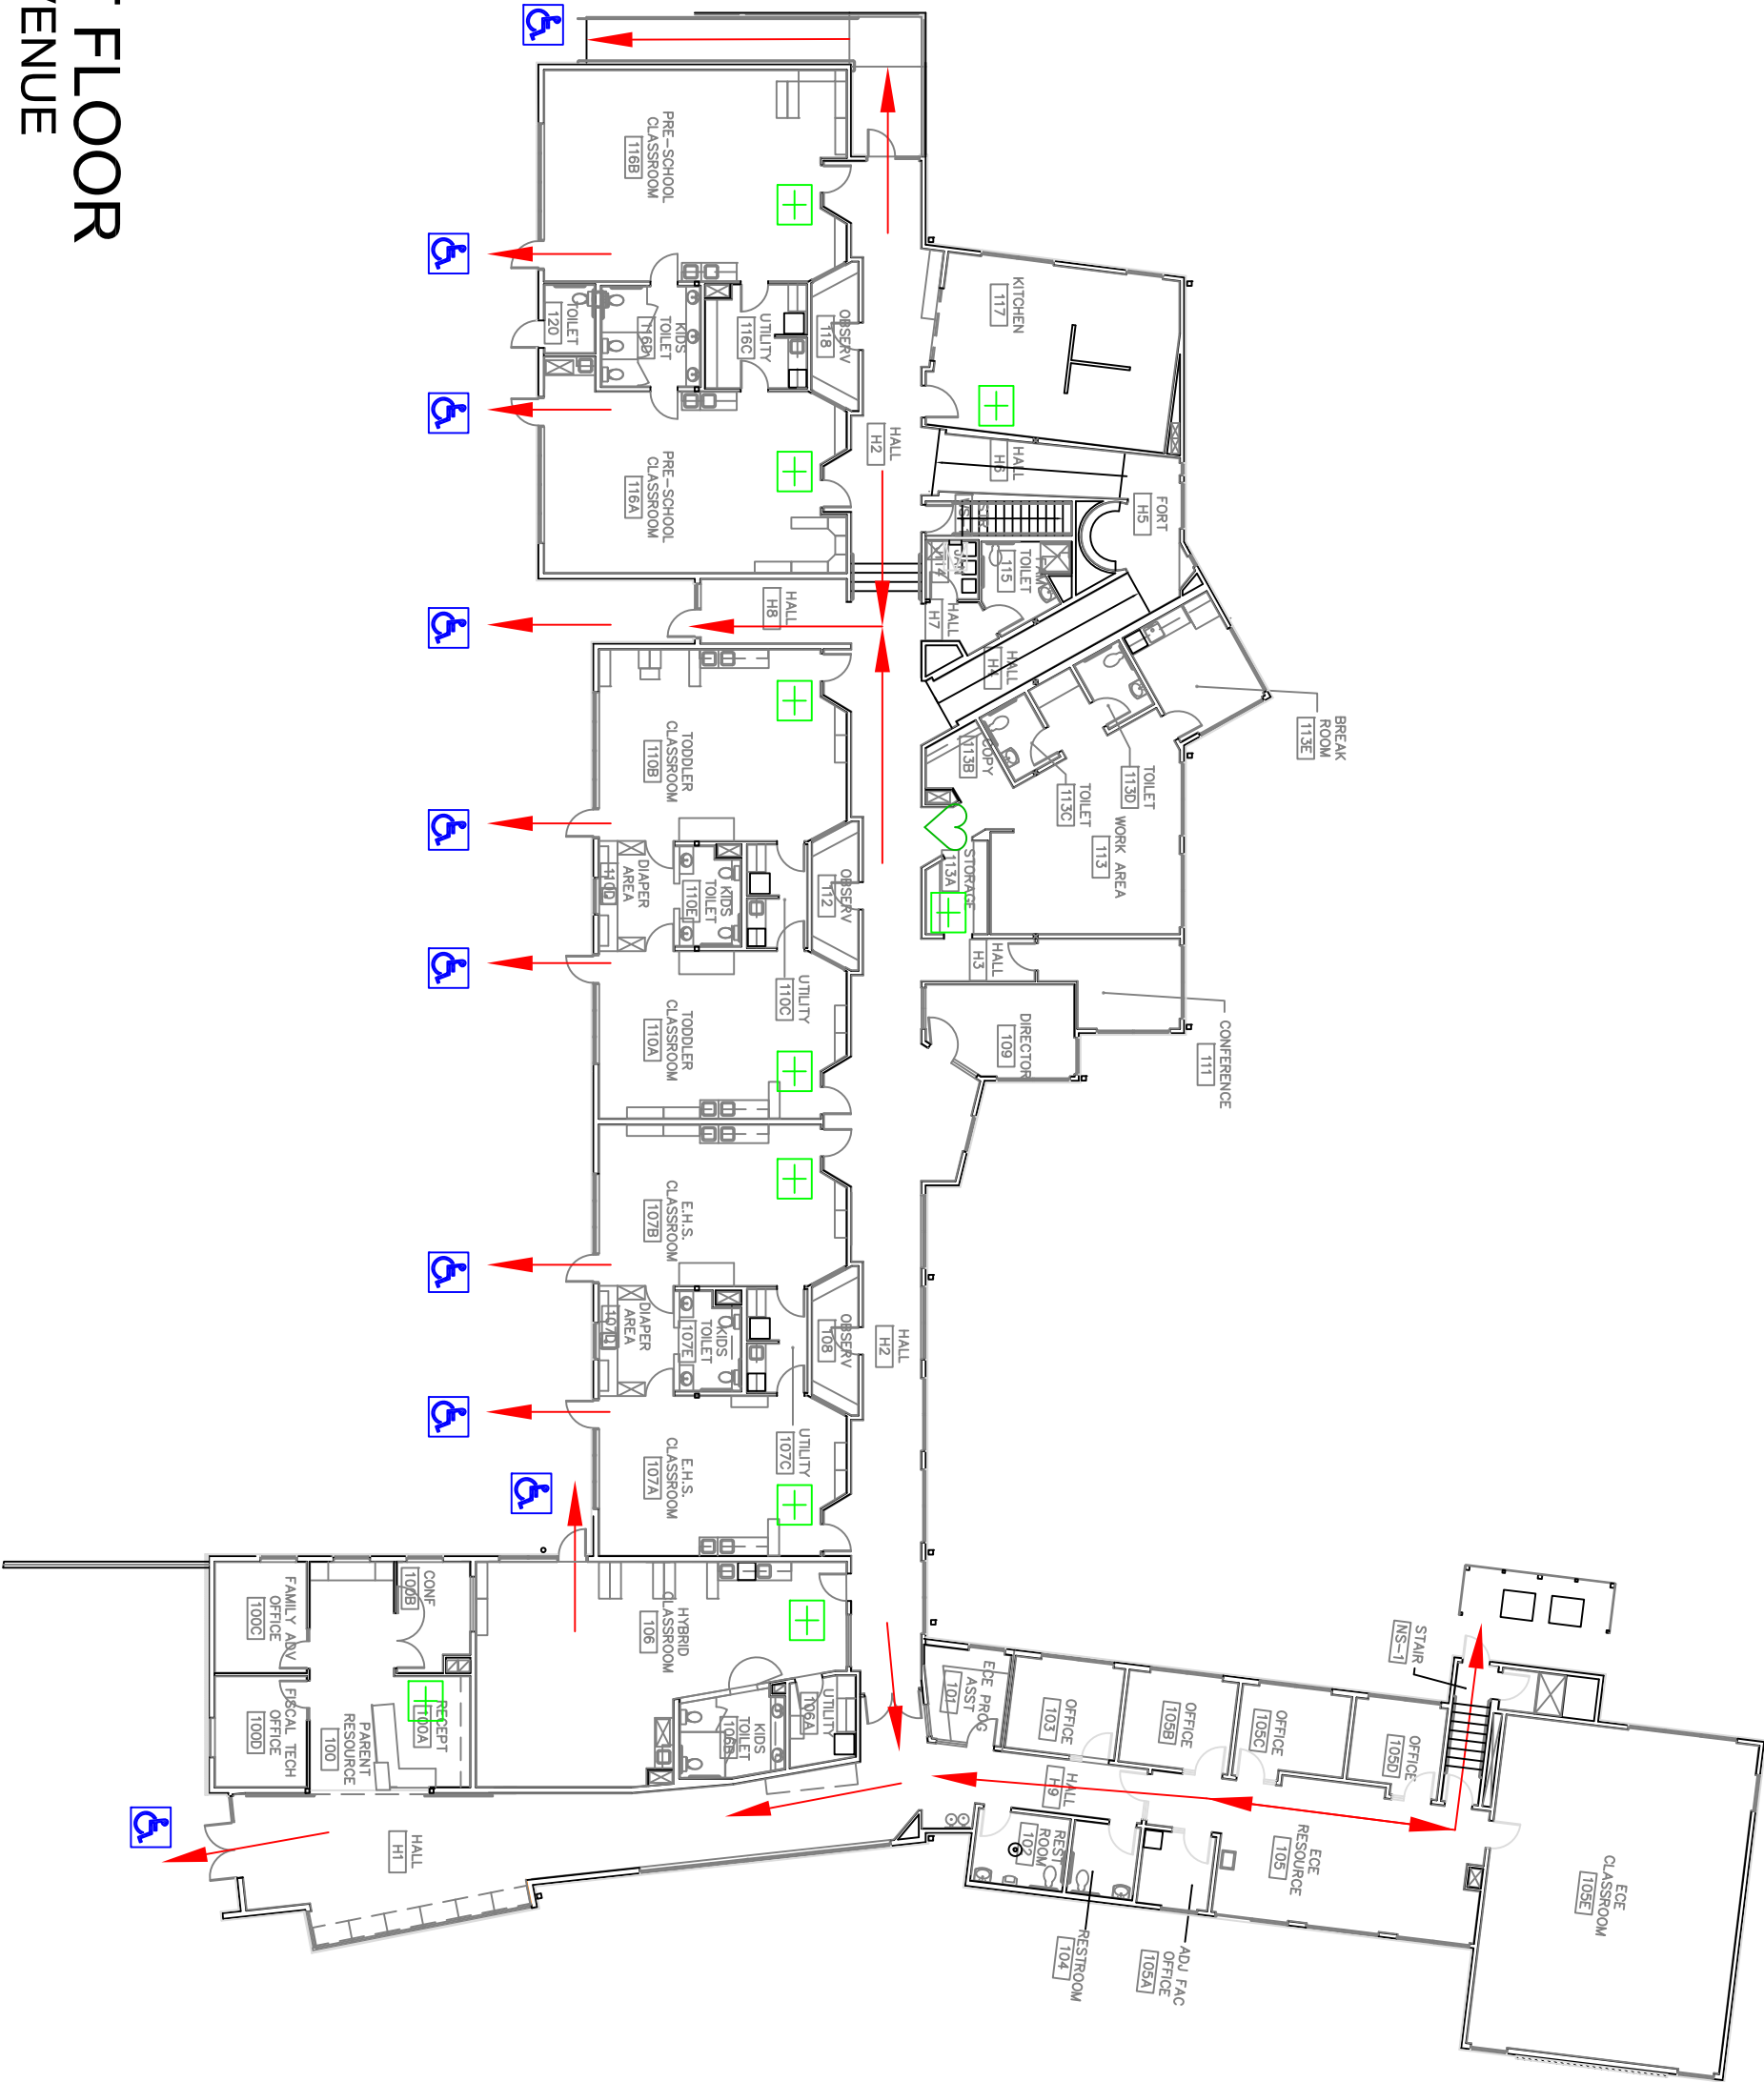 T FLOOR
VENUE
PRE-SCHOOL
CLASSROOM
116B
KITCHEN
117
TOILET
120
KIDS
TOILET
116D
UTILITY
116C
OBSERV
118
HALL
H2
HALL
H6
FORT
H5
PRE-SCHOOL
CLASSROOM
116A
JAN
114
FAM
TOILET
115
HALL
H8
HALL
H7
HALL
H4
BREAK
ROOM
113E
TODDLER
CLASSROOM
110B
COPY
113B
TOILET
113C
TOILET
113D
WORK AREA
113
STORAGE
113A
DIAPER
AREA
110D
KIDS
TOILET
110E
OBSERV
112
UTILITY
110C
HALL
H3
TODDLER
CLASSROOM
110A
DIRECTOR
109
CONFERENCE
111
E.H.S.
CLASSROOM
107B
DIAPER
AREA
107D
KIDS
TOILET
107E
OBSERV
108
HALL
H2
UTILITY
107C
E.H.S.
CLASSROOM
107A
FAMILY ADV
OFFICE
100C
CONF
100B
HYBRID
CLASSROOM
106
FISCAL TECH
OFFICE
100D
PARENT
RESOURCE
100
RECEPT
100A
KIDS
TOILET
106B
UTILITY
106A
ECE PROG
ASST
101
OFFICE
103
OFFICE
105B
OFFICE
105C
OFFICE
105D
STAIR
NS-1
HALL
H1
HALL
H9
REST
ROOM
102
RESTROOM
104
ADJ FAC
OFFICE
105A
ECE
RESOURCE
105
ECE
CLASSROOM
105E